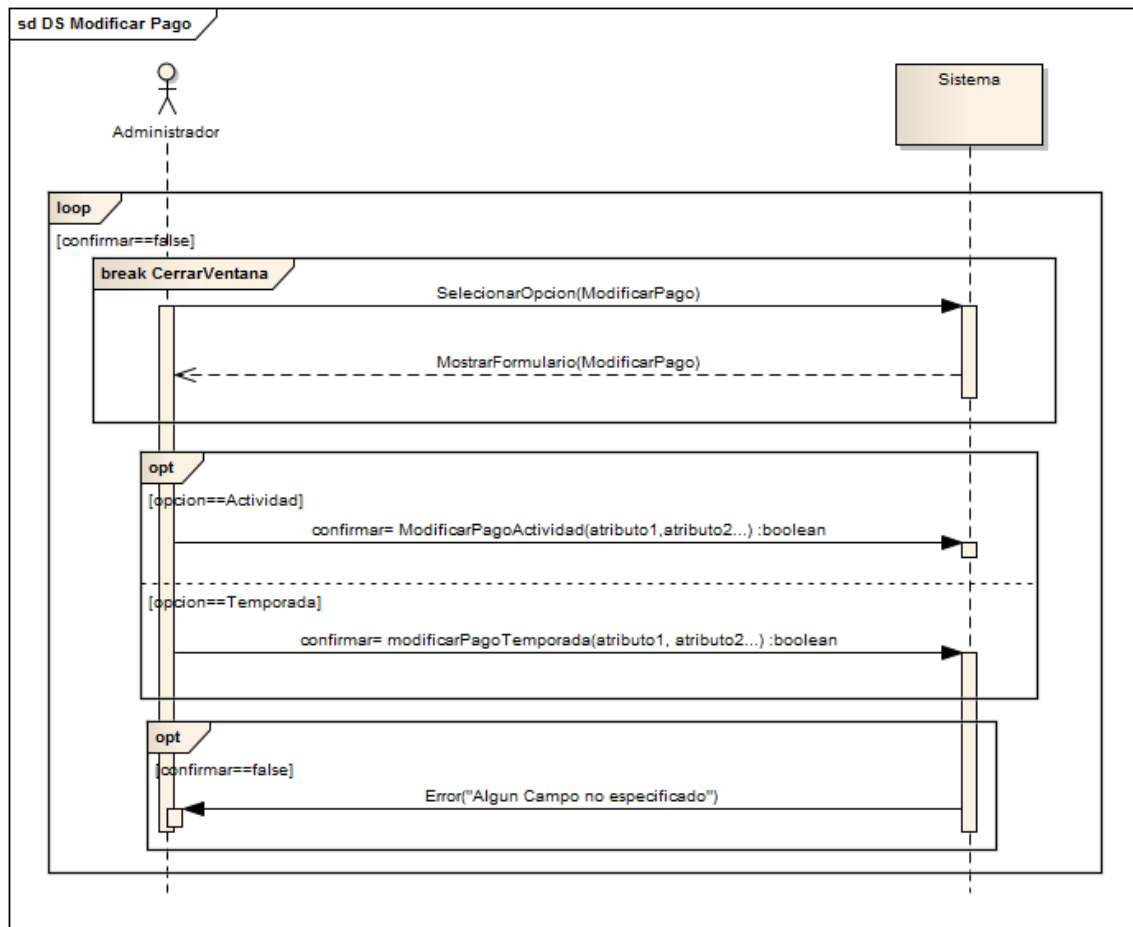 sd DS Modificar Pago
Administrador
Sistema
loop
[confirmar==false]
break CerrarVentana
SelecionarOpcion(ModificarPago)
MostrarFormulario(ModificarPago)
opt
[opcion==Actividad]
confirmar= ModificarPagoActividad(atributo1,atributo2...) :boolean
[opcion==Temporada]
confirmar= modificarPagoTemporada(atributo1, atributo2...) :boolean
opt
[confirmar==false]
Error("Algun Campo no especificado")